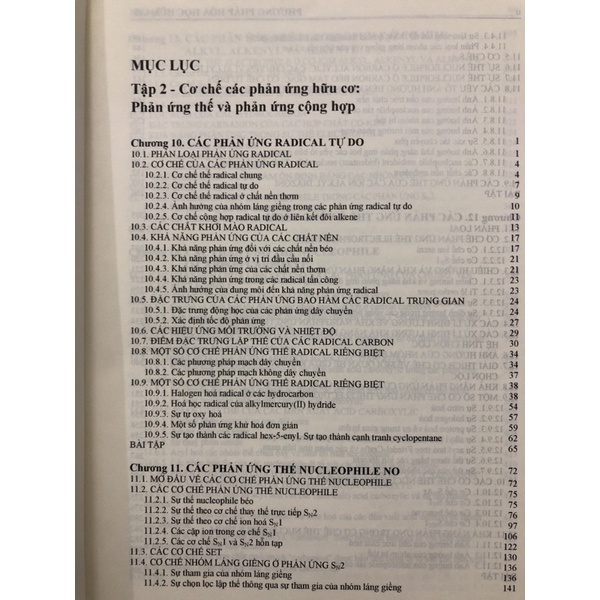 PHƯƠNG PHÁP HÓA HỌC HỮU CƠ
MỤC LỤC
Tập 2 - Cơ chế các phản ứng hữu cơ:
Phản ứng thế và phản ứng cộng hợp
Chương 10. CÁC PHẢN ỨNG RADICAL TỰ DO 1
10.1. PHÂN LOẠI PHẢN ỨNG RADICAL 1
10.2. CƠ CHẾ CỦA CÁC PHẢN ỨNG RADICAL 4
10.2.1. Cơ chế thế radical chung 4
10.2.2. Cơ chế thế radical tự do 7
10.2.3. Cơ chế thế radical ở chất nền thơm 9
10.2.4. Ảnh hưởng của nhóm láng giềng trong các phản ứng radical tự do 10
10.2.5. Cơ chế cộng hợp radical tự do ở liên kết đôi alkene 11
10.3. CÁC CHẤT KHƠI MÀO RADICAL 13
10.4. KHẢ NĂNG PHẢN ỨNG CỦA CÁC CHẤT NỀN 17
10.4.1. Khả năng phản ứng đối với các chất nền béo 17
10.4.2. Khả năng phản ứng ở vị trí đầu cầu nối 21
10.4.3. Khả năng phản ứng của các chất nền thơm 21
10.4.4. Khả năng phản ứng trong các radical tấn công 23
10.4.5. Ảnh hưởng của dung môi đến khả năng phản ứng radical 24
10.5. ĐẶC TRƯNG CỦA CÁC PHẢN ỨNG BAO HÀM CÁC RADICAL TRUNG GIAN 24
10.5.1. Đặc trưng động học của các phản ứng dây chuyền 24
10.5.2. Xác định tốc độ phản ứng 27
10.6. CÁC HIỆU ỨNG MÔI TRƯỜNG VÀ NHIỆT ĐỘ 29
10.7. ĐIỂM ĐẶC TRƯNG LẬP THỂ CỦA CÁC RADICAL CARBON 30
10.8. MỘT SỐ CƠ CHẾ PHẢN ỨNG THẾ RADICAL RIÊNG BIỆT 34
10.8.1. Các phương pháp mạch dây chuyền 34
10.8.2. Các phương pháp mạch không dây chuyền 37
10.9. MỘT SỐ CƠ CHẾ PHẢN ỨNG THẾ RADICAL RIÊNG BIỆT 38
10.9.1. Halogen hoá radical ở các hydrocarbon 38
10.9.2. Hoá học radical của alkylmercury(II) hydride 54
10.9.3. Sự tự oxy hoá 57
10.9.4. Một số phản ứng khử hoá đơn giản 59
10.9.5. Sự tạo thành các radical hex-5-enyl. Sự tạo thành cạnh tranh cyclopentane 62
BÀI TẬP 65
Chương 11. CÁC PHẢN ỨNG THẾ NUCLEOPHILE NO 72
11.1. MỞ ĐẦU VỀ CÁC CƠ CHẾ PHẢN ỨNG THẾ NUCLEOPHILE 72
11.2. CÁC CƠ CHẾ PHẢN ỨNG THẾ NUCLEOPHILE 75
11.2.1. Sự thế nucleophile béo 75
11.2.2. Sự thế theo cơ chế thay thế trực tiếp SN2 76
11.2.3. Sự thế theo cơ chế ion hoá SN1 97
11.2.4. Các cặp ion trong cơ chế SN1 106
11.2.5. Các cơ chế SN1 và SN2 hỗn tạp 122
11.3. CÁC CƠ CHẾ SET 130
11.4. CƠ CHẾ NHÓM LÁNG GIỀNG Ở PHẢN ỨNG SN2 136
11.4.1. Sự tham gia của nhóm láng giềng 136
11.4.2. Sự chọn lọc lập thể thông qua sự tham gia của nhóm láng giềng 141